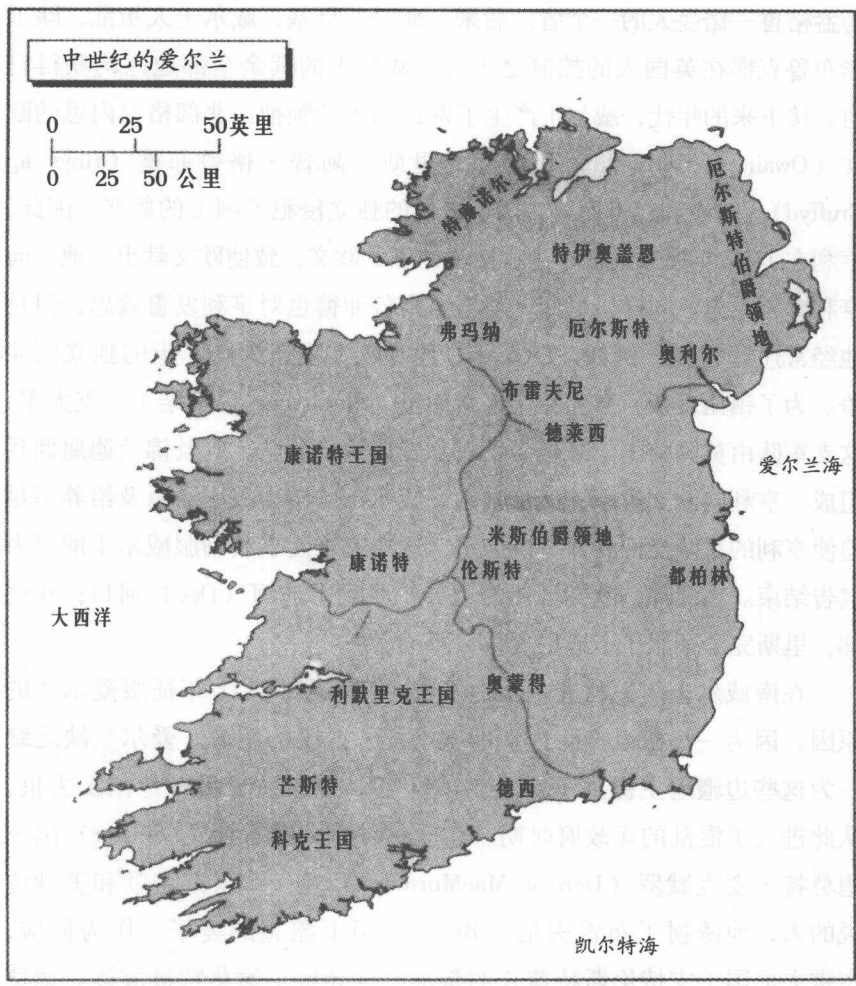 中世纪的爱尔兰
0 25 50英里
0 25 50 公里
特康诺尔
厄尔斯特伯爵领地
特伊奥盖恩
弗玛纳
厄尔斯特
奥利尔
布雷夫尼
德莱西
康诺特王国
爱尔兰海
米斯伯爵领地
康诺特
伦斯特
都柏林
大西洋
奥蒙得
利默里克王国
芒斯特
德西
科克王国
凯尔特海